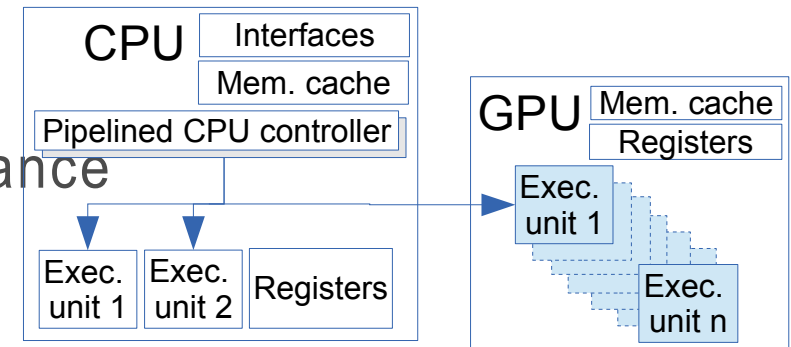 CPU
Interfaces
Mem. cache
Pipelined CPU controller
Exec.
unit 1
Exec.
unit 2
Registers
GPU
Mem. cache
Registers
Exec.
unit 1
Exec.
unit n